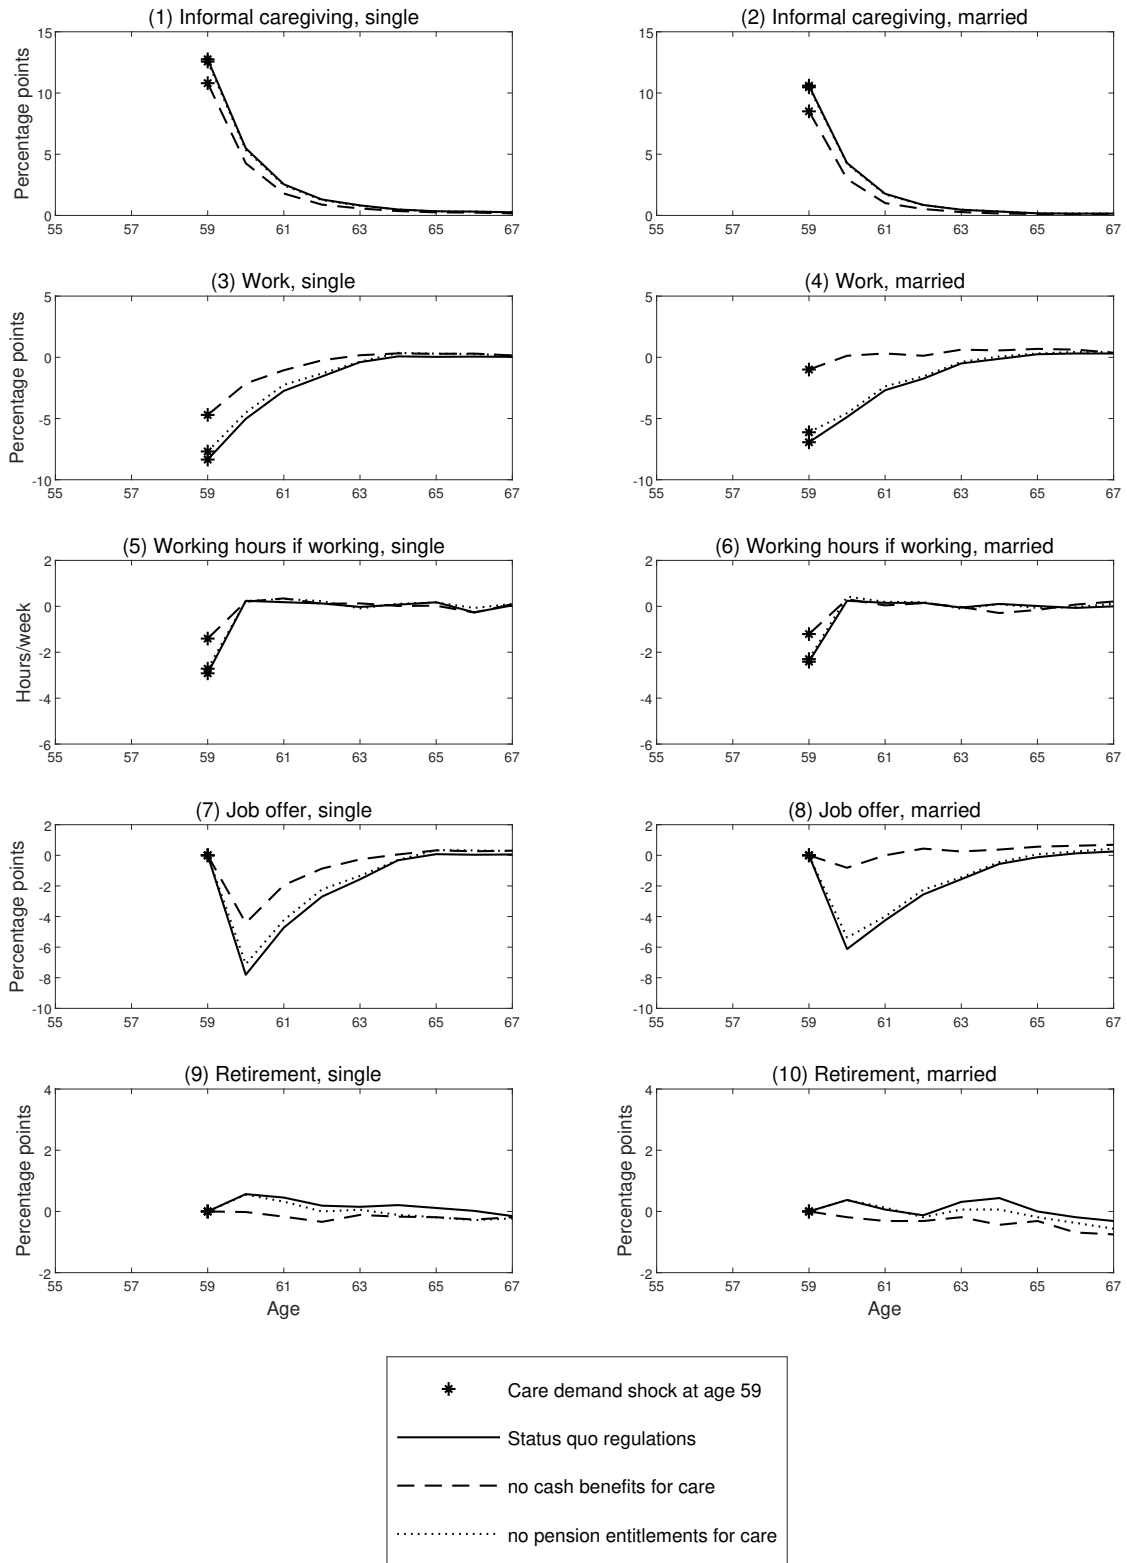 (1) Informal caregiving, single
Percentage points
15
10
5
0
55 57 59 61 63 65 67
(2) Informal caregiving, married
15
10
5
0
55 57 59 61 63 65 67
(3) Work, single
Percentage points
5
0
-5
-10
55 57 59 61 63 65 67
(4) Work, married
5
0
-5
-10
55 57 59 61 63 65 67
(5) Working hours if working, single
Hours/week
2
0
-2
-4
-6
55 57 59 61 63 65 67
(6) Working hours if working, married
2
0
-2
-4
-6
55 57 59 61 63 65 67
(7) Job offer, single
Percentage points
2
0
-2
-4
-6
-8
-10
55 57 59 61 63 65 67
(8) Job offer, married
2
0
-2
-4
-6
-8
-10
55 57 59 61 63 65 67
(9) Retirement, single
Percentage points
4
2
0
-2
55 57 59 61 63 65 67
Age
(10) Retirement, married
Percentage points
4
2
0
-2
55 57 59 61 63 65 67
Age
Care demand shock at age 59
Status quo regulations
no cash benefits for care
no pension entitlements for care